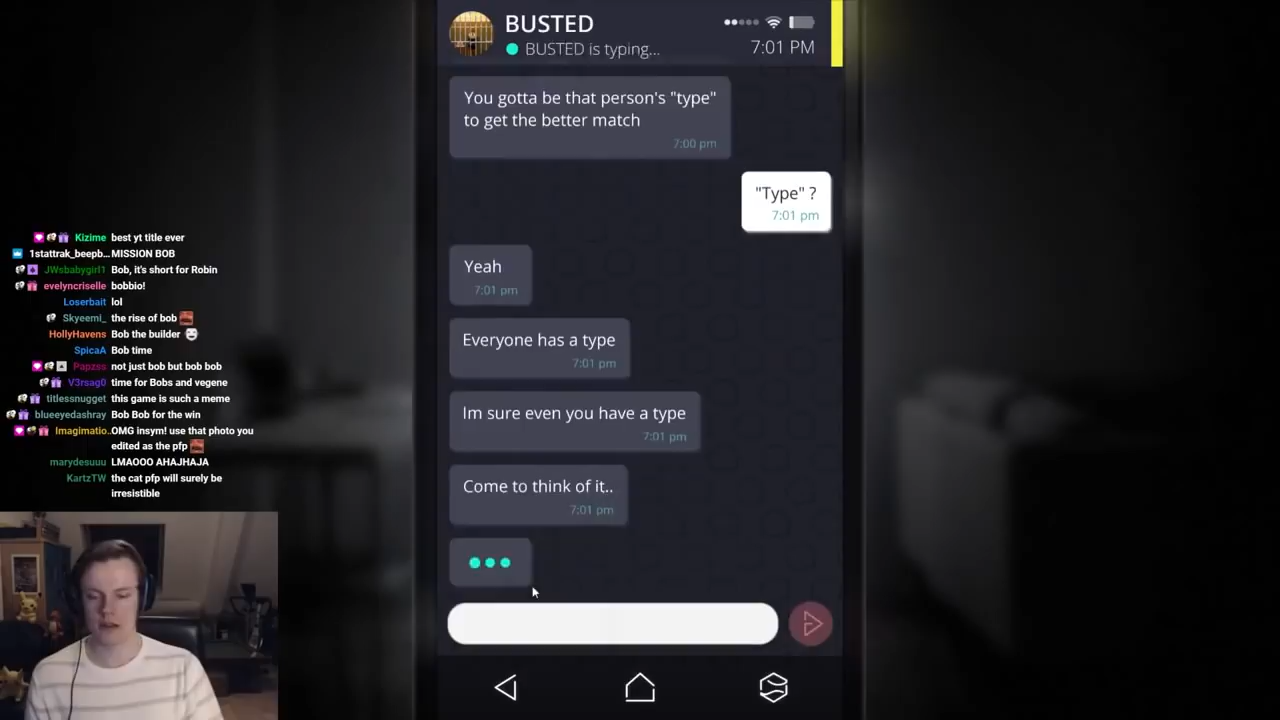 BUSTED
BUSTED is typing...
7:01 PM
You gotta be that person's "type"
to get the better match
7:00 pm
"Type" ?
7:01 pm
Yeah
7:01 pm
Everyone has a type
7:01 pm
Im sure even you have a type
7:01 pm
Come to think of it..
7:01 pm
Kizime best yt title ever
1stattrak_beepb... MISSION BOB
JWsbabygirl1 Bob, it's short for Robin
evelyncriselle bobbio!
Loserbait lol
Skyeemi_ the rise of bob
HollyHavens Bob the builder
SpicaA Bob time
Papzss not just bob but bob bob
V3rsag0 time for Bobs and vegene
titlessnugget this game is such a meme
blueeyedashray Bob Bob for the win
Imaginatio.. OMG insym! use that photo you
edited as the pfp
marydesuuu LMAOOO AHAJHAJA
KartzTW the cat pfp will surely be
irresistible